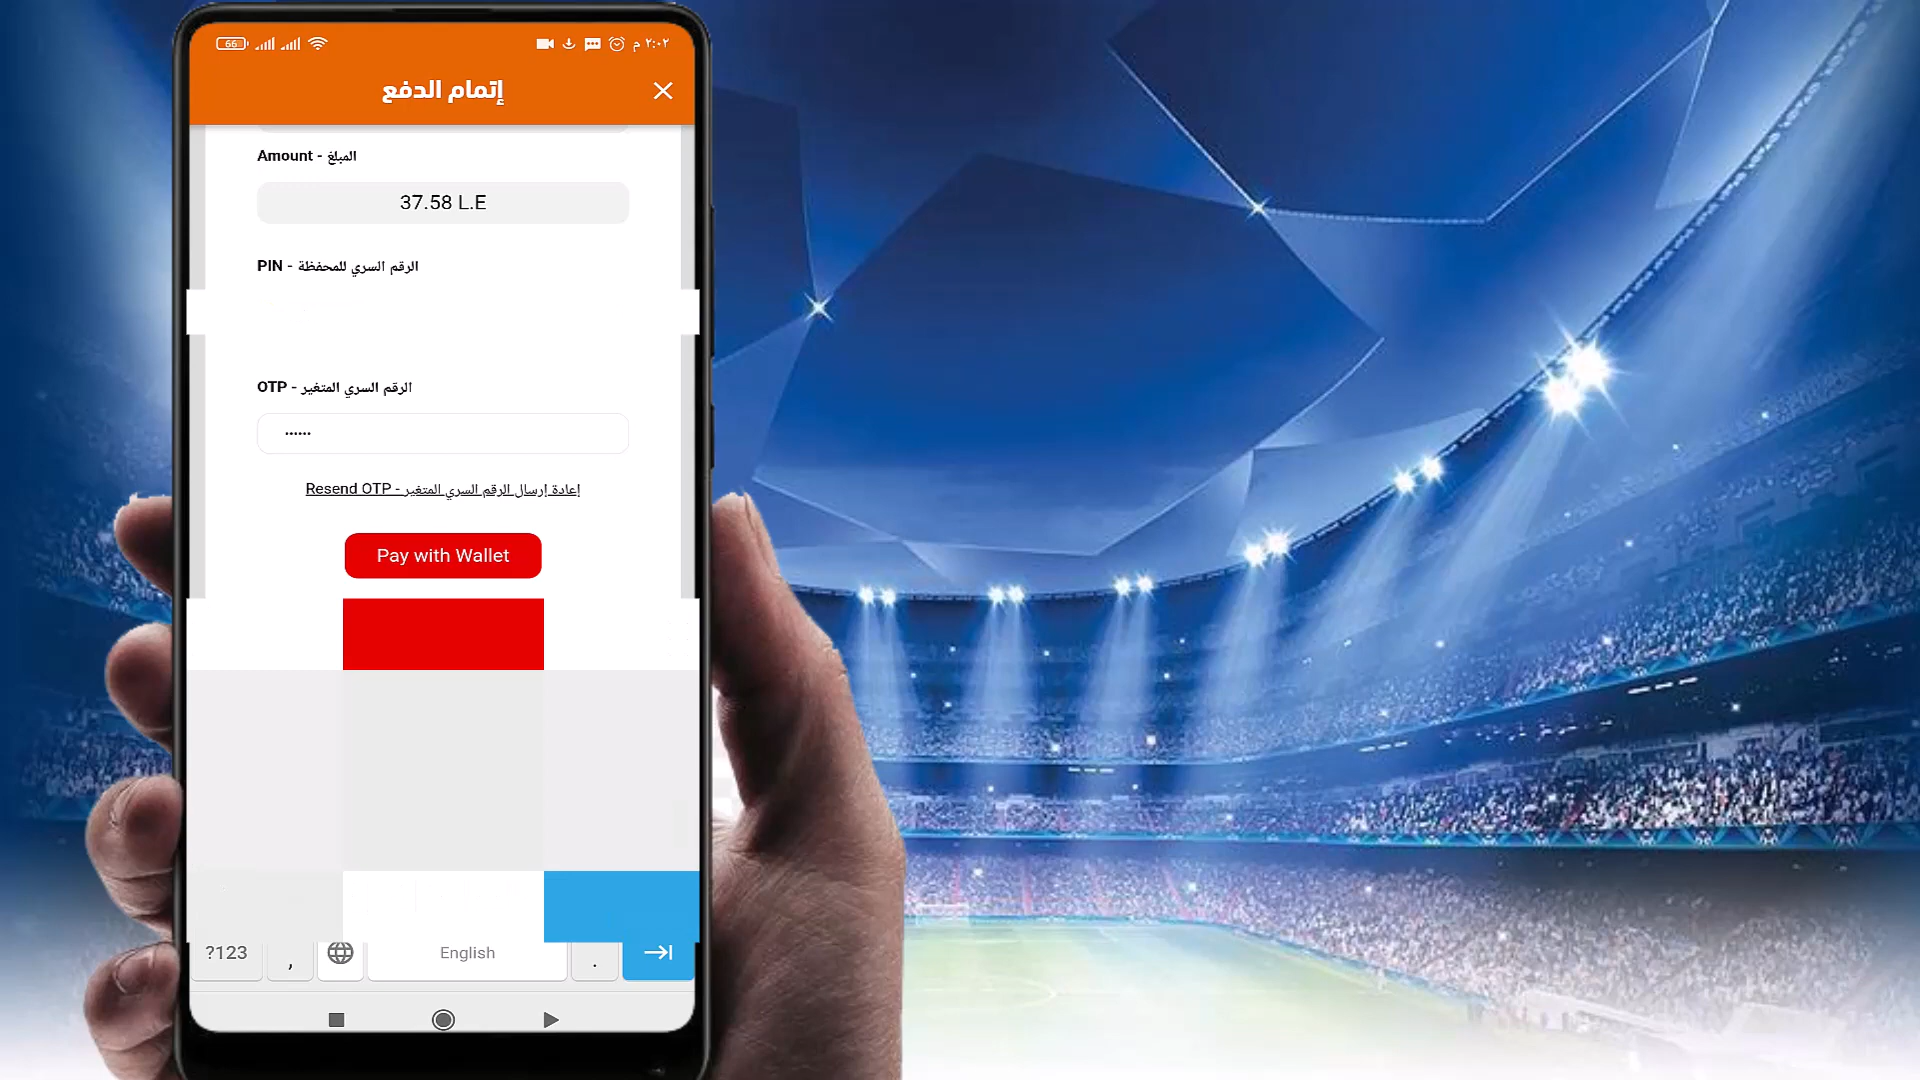 66
٢:٠٢ م
إتمام الدفع
Amount - المبلغ
37.58 L.E
PIN - الرقم السري للمحفظة
OTP - الرقم السري المتغير
••••••
Resend OTP - إعادة إرسال الرقم السري المتغير
Pay with Wallet
?123 , English .